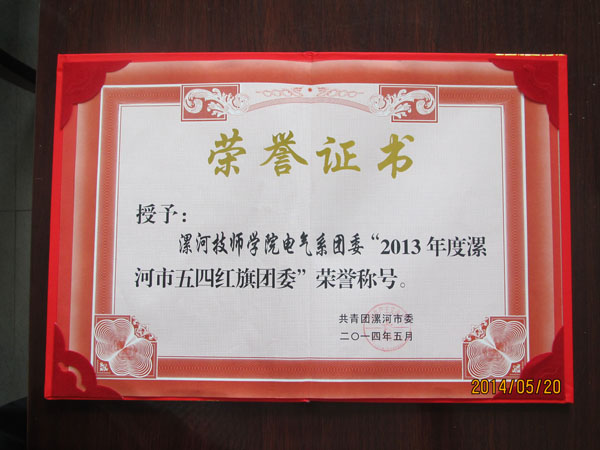 荣誉证书
授予：
漯河技师学院电气系团委“2013年度漯
河市五四红旗团委”荣誉称号。
共青团漯河市委
二〇一四年五月
2014/05/20